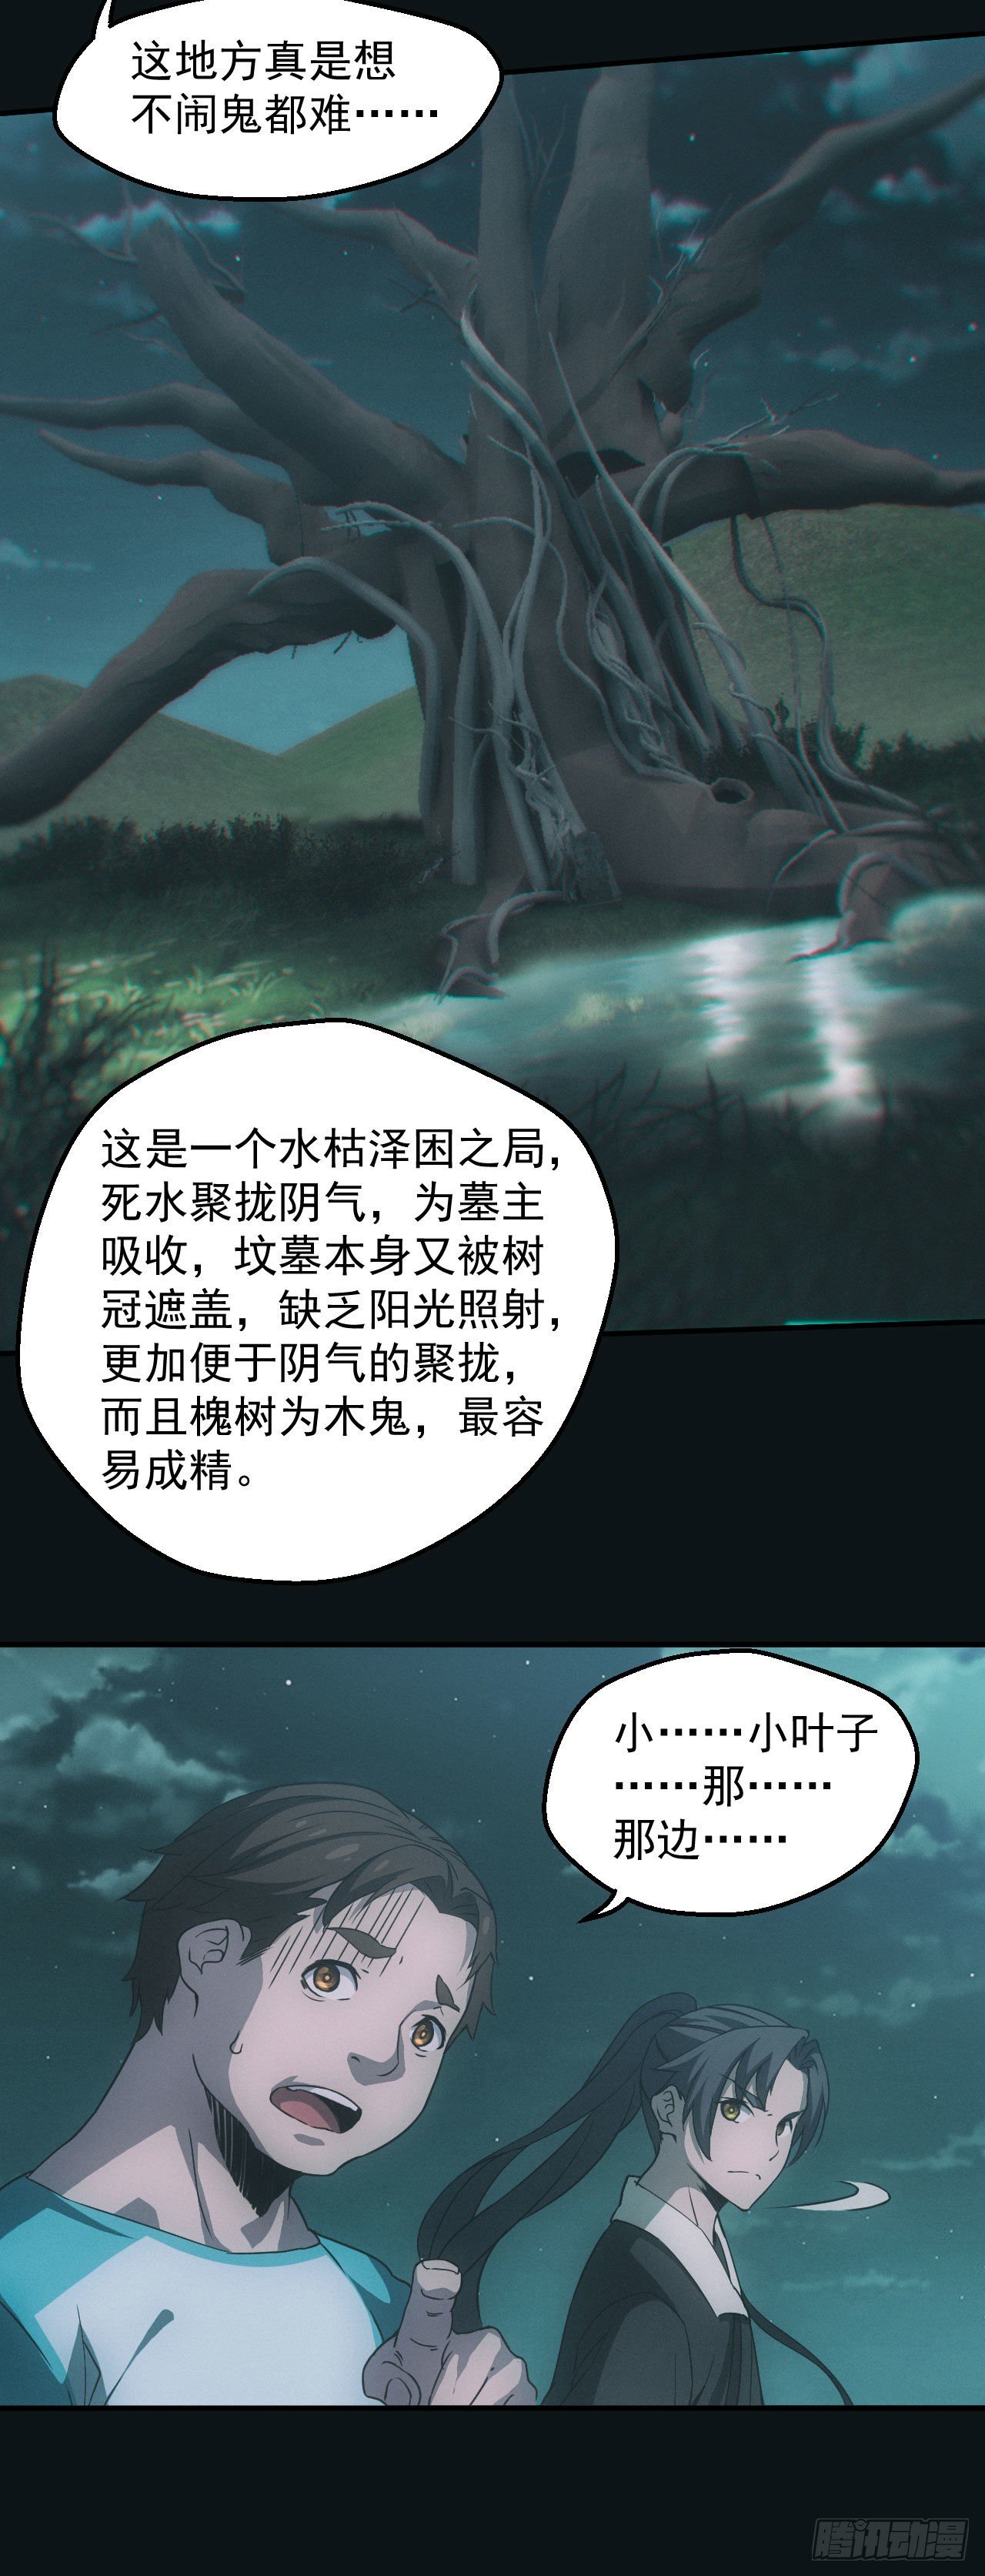 这地方真是想
不闹鬼都难……
这是一个水枯泽困之局，
死水聚拢阴气，为墓主
吸收，坟墓本身又被树
冠遮盖，缺乏阳光照射，
更加便于阴气的聚拢，
而且槐树为木鬼，最容
易成精。
小……小叶子
……那……
那边……
腾讯动漫